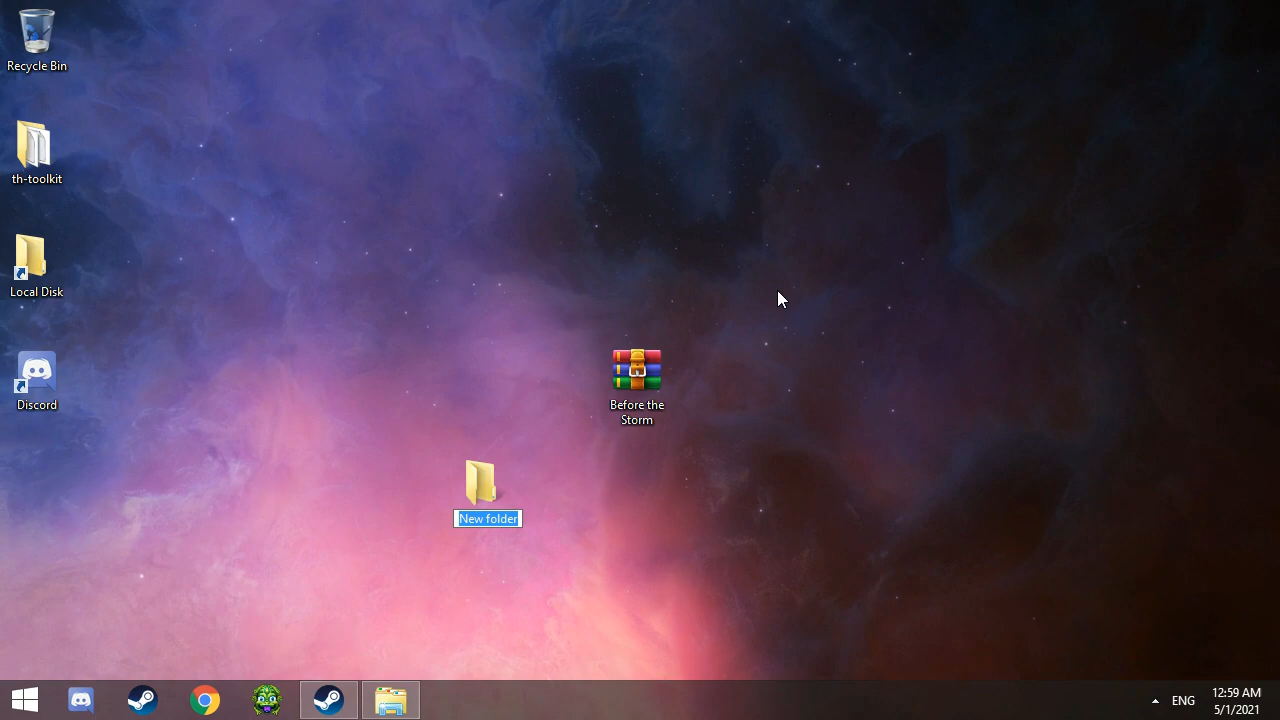 Recycle Bin
th-toolkit
Local Disk
Discord
Before the
Storm
New folder
ENG
12:59 AM
5/1/2021